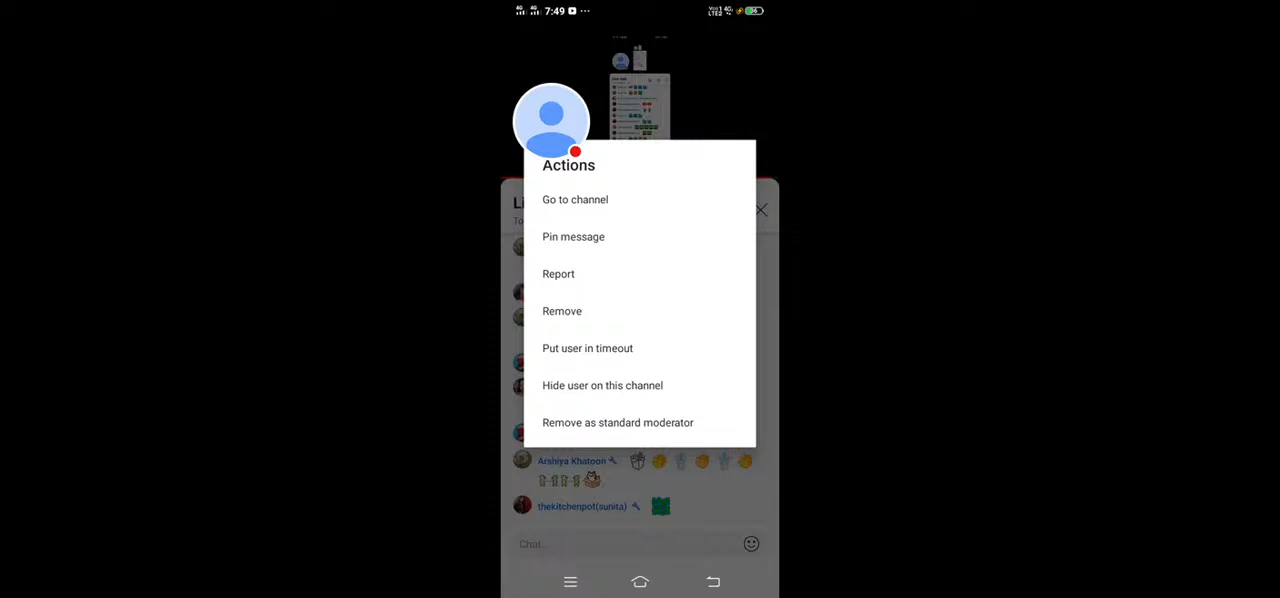 7:49
Actions
Go to channel
Pin message
Report
Remove
Put user in timeout
Hide user on this channel
Remove as standard moderator
Arshiya Khatoon
thekitchenpot(sunita)
Chat...